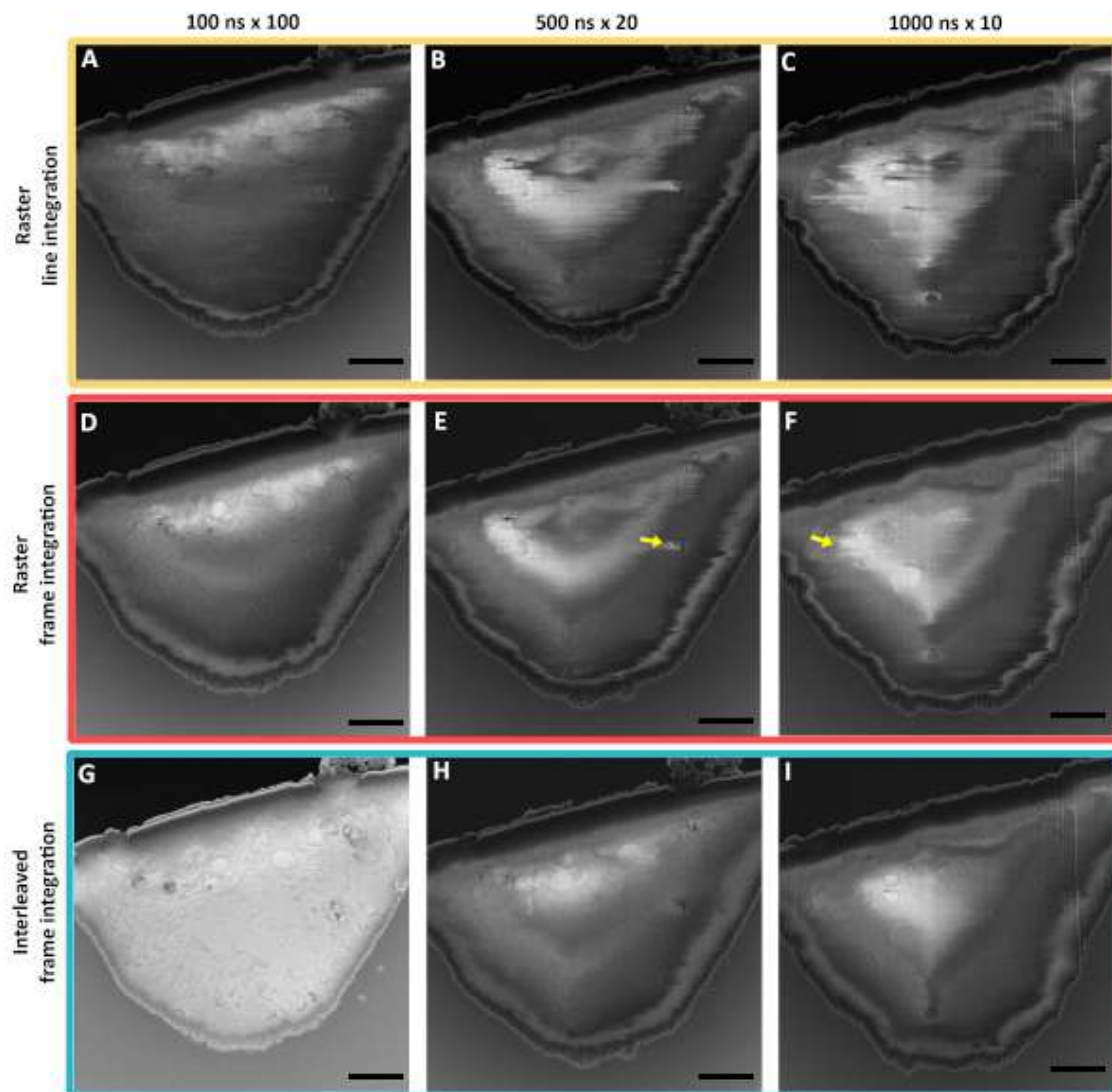 100 ns x 100 500 ns x 20 1000 ns x 10
Raster
line integration
A B C
Raster
frame integration
D E F
Interleaved
frame integration
G H I